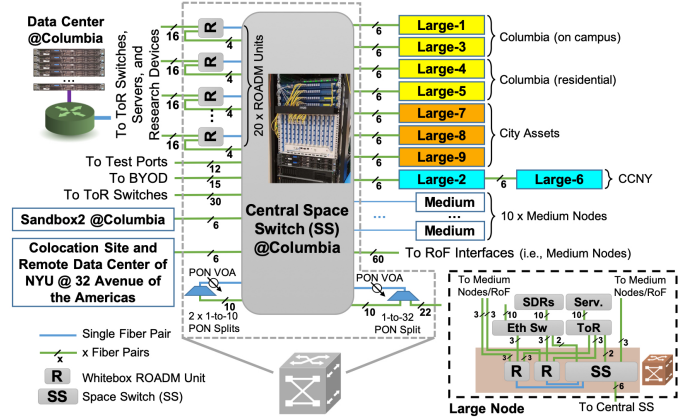 Data Center
@Columbia
...
To ToR Switches,
Servers, and
Research Devices
16
R
4
16
R
4
16
R
4
16
R
4
20 x ROADM Units
To Test Ports
12
To BYOD
15
To ToR Switches
30
Sandbox2 @Columbia
6
Colocation Site and
Remote Data Center of
NYU @ 32 Avenue of
the Americas
6
Central Space
Switch (SS)
@Columbia
PON VOA
10
2 x 1-to-10
PON Splits
PON VOA
10
22
1-to-32
PON Split
6
Large-1
6
Large-3
Columbia (on campus)
6
Large-4
6
Large-5
Columbia (residential)
6
Large-7
6
Large-8
6
Large-9
City Assets
6
Large-2
6
Large-6
CCNY
Medium
...
...
Medium
10 x Medium Nodes
60
To RoF Interfaces (i.e., Medium Nodes)
Single Fiber Pair
x
x Fiber Pairs
R
Whitebox ROADM Unit
SS
Space Switch (SS)
To Medium
Nodes/RoF
To Medium
Nodes/RoF
SDRs
Serv.
3
3
10
10
10
Eth Sw
ToR
3
3
3
2
3
3
2
3
R
R
SS
6
To Central SS
Large Node